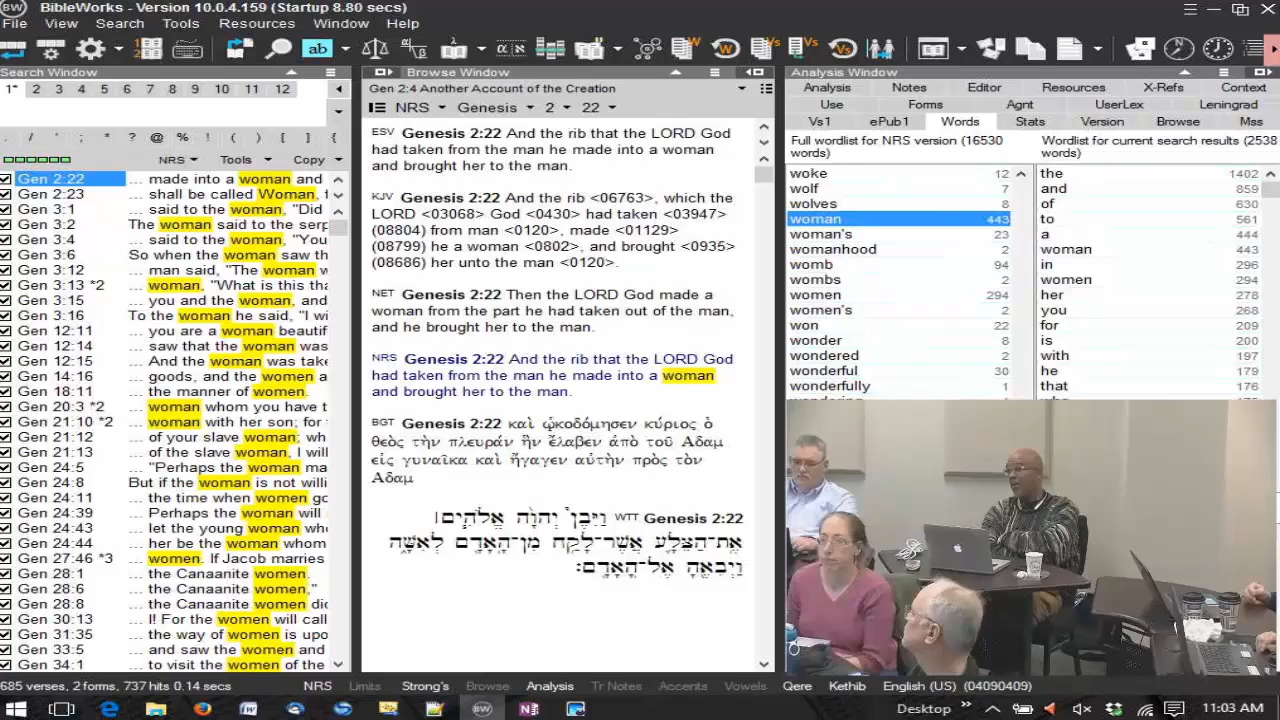 BibleWorks - Version 10.0.4.159 (Startup 8.80 secs)
File View Search Tools Resources Window Help
Search Window
1* 2 3 4 5 6 7 8 9 10 11 12
. / ' ; * ? @ % ! ( ) [ ] {
NRS Tools Copy
Gen 2:22 ... made into a woman and
Gen 2:23 ... shall be called Woman, f
Gen 3:1 ... said to the woman, "Did
Gen 3:2 The woman said to the serp
Gen 3:4 ... said to the woman, "You
Gen 3:6 So when the woman saw th
Gen 3:12 ... man said, "The woman w
Gen 3:13 *2 ... woman, "What is this tha
Gen 3:15 ... you and the woman, and
Gen 3:16 To the woman he said, "I wi
Gen 12:11 ... you are a woman beautif
Gen 12:14 ... saw that the woman was
Gen 12:15 ... And the woman was take
Gen 14:16 ... goods, and the women a
Gen 18:11 ... the manner of women.
Gen 20:3 *2 ... woman whom you have t
Gen 21:10 *2 ... woman with her son; for
Gen 21:12 ... of your slave woman; wh
Gen 21:13 ... of the slave woman, I will
Gen 24:5 ... "Perhaps the woman ma
Gen 24:8 But if the woman is not willi
Gen 24:11 ... the time when women go
Gen 24:39 ... Perhaps the woman will
Gen 24:43 ... let the young woman who
Gen 24:44 ... her be the woman whom
Gen 27:46 *3 ... women. If Jacob marries
Gen 28:1 ... the Canaanite women.
Gen 28:6 ... the Canaanite women,"
Gen 28:8 ... the Canaanite women dic
Gen 30:13 ... I! For the women will call
Gen 31:35 ... the way of women is upo
Gen 33:5 ... and saw the women and
Gen 34:1 ... to visit the women of the
Browse Window
Gen 2:4 Another Account of the Creation
NRS Genesis 2 22
ESV Genesis 2:22 And the rib that the LORD God
had taken from the man he made into a woman
and brought her to the man.
KJV Genesis 2:22 And the rib <06763>, which the
LORD <03068> God <0430> had taken <03947>
(08804) from man <0120>, made <01129>
(08799) he a woman <0802>, and brought <0935>
(08686) her unto the man <0120>.
NET Genesis 2:22 Then the LORD God made a
woman from the part he had taken out of the man,
and he brought her to the man.
NRS Genesis 2:22 And the rib that the LORD God
had taken from the man he made into a woman
and brought her to the man.
BGT Genesis 2:22 καὶ ᾠκοδόμησεν κύριος ὁ
θεὸς τὴν πλευράν ἣν ἔλαβεν ἀπὸ τοῦ Αδαμ
εἰς γυναῖκα καὶ ἤγαγεν αὐτὴν πρὸς τὸν
Αδαμ
WTT Genesis 2:22 וַיִּבֶן֩ יְהוָ֨ה אֱלֹהִ֧ים׀
אֶֽת־הַצֵּלָ֛ע אֲשֶׁר־לָקַ֥ח מִן־הָֽאָדָ֖ם לְאִשָּׁ֑ה
וַיְבִאֶ֖הָ אֶל־הָֽאָדָֽם׃
Analysis Window
Analysis Notes Editor Resources X-Refs Context
Use Forms Agnt UserLex Leningrad
Vs1 ePub1 Words Stats Version Browse Mss
Full wordlist for NRS version (16530
words)
woke 12
wolf 7
wolves 8
woman 443
woman's 23
womanhood 2
womb 94
wombs 2
women 294
women's 2
won 22
wonder 8
wondered 2
wonderful 30
wonderfully 1
Wordlist for current search results (2538
words)
the 1402
and 859
of 630
to 561
a 444
woman 443
in 296
women 294
her 278
you 268
for 209
is 200
with 197
he 179
that 176
685 verses, 2 forms, 737 hits 0.14 secs NRS Limits Strong's Browse Analysis Tr Notes Accents Vowels Qere Kethib English (US) (04090409)
Desktop 11:03 AM